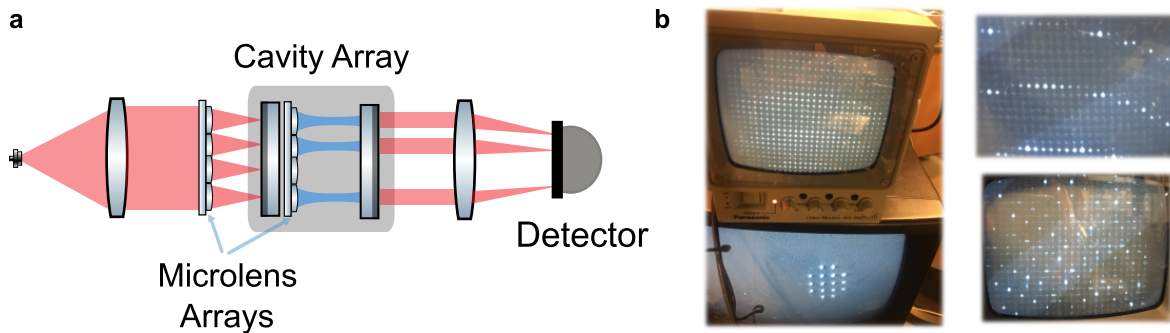 a
b
Cavity Array
Microlens
Arrays
Detector
Panasonic